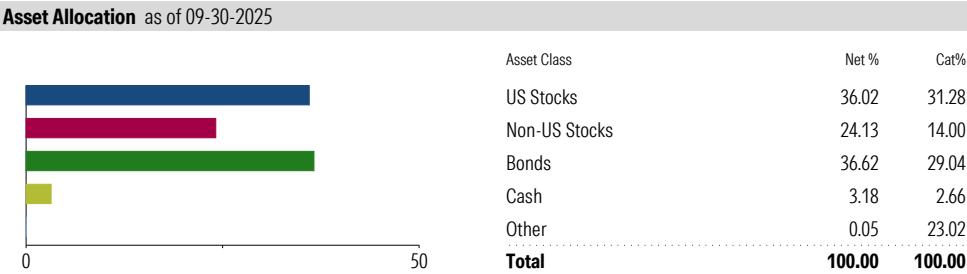 Asset Allocation as of 09-30-2025
Asset Class Net % Cat%
US Stocks 36.02 31.28
Non-US Stocks 24.13 14.00
Bonds 36.62 29.04
Cash 3.18 2.66
Other 0.05 23.02
0 50 Total 100.00 100.00